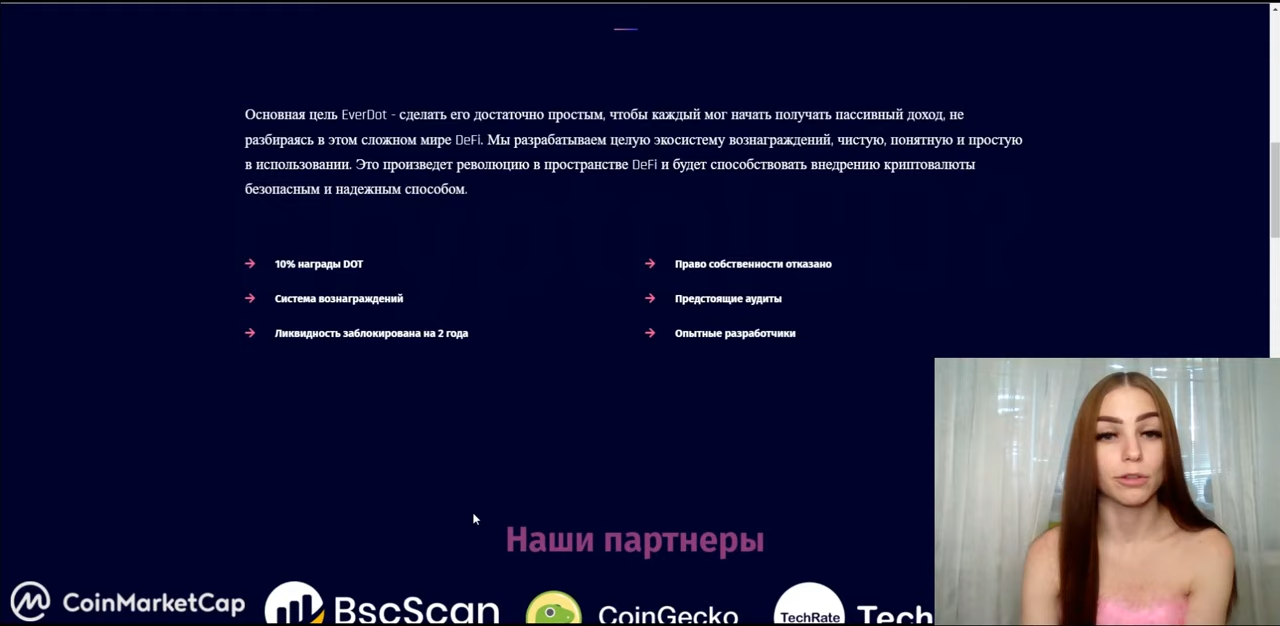 Основная цель EverDot - сделать его достаточно простым, чтобы каждый мог начать получать пассивный доход, не
разбираясь в этом сложном мире DeFi. Мы разрабатываем целую экосистему вознаграждений, чистую, понятную и простую
в использовании. Это произведет революцию в пространстве DeFi и будет способствовать внедрению криптовалюты
безопасным и надежным способом.
10% награды DOT
Право собственности отказано
Система вознаграждений
Предстоящие аудиты
Ликвидность заблокирована на 2 года
Опытные разработчики
Наши партнеры
CoinMarketCap
BscScan
CoinGecko
TechRate
Tech